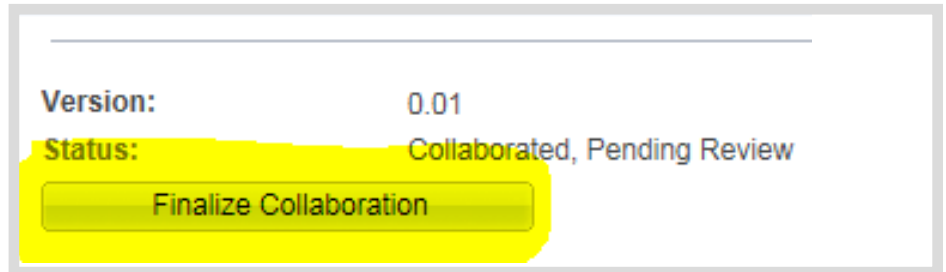 Version: 0.01
Status: Collaborated, Pending Review
Finalize Collaboration